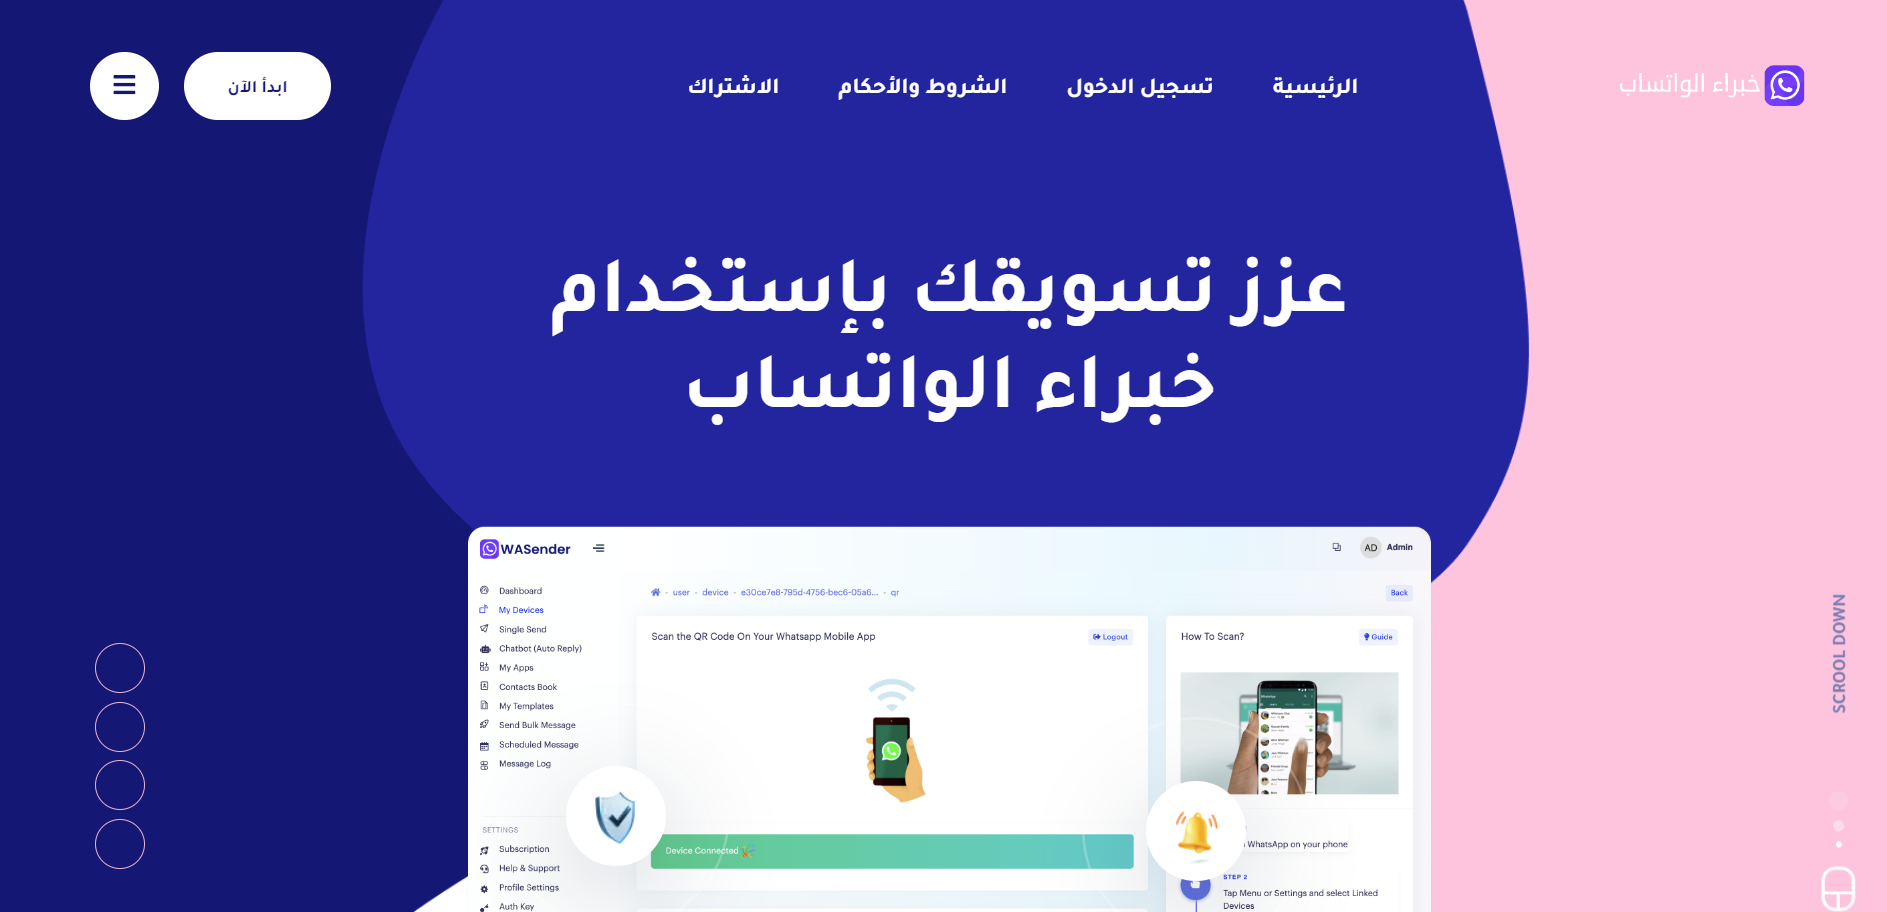 خبراء الواتساب
الرئيسية
تسجيل الدخول
الشروط والأحكام
الاشتراك
ابدأ الآن
عزز تسويقك بإستخدام
خبراء الواتساب
WASender
AD Admin
Dashboard
My Devices
Single Send
Chatbot (Auto Reply)
My Apps
Contacts Book
My Templates
Send Bulk Message
Scheduled Message
Message Log
SETTINGS
Subscription
Help & Support
Profile Settings
Auth Key
user - device - e30ce7e8-795d-4756-bec6-05a6... - qr
Back
Scan the QR Code On Your Whatsapp Mobile App
Logout
Device Connected
How To Scan?
Guide
WhatsApp on your phone
STEP 2
Tap Menu or Settings and select Linked
Devices
SCROOL DOWN